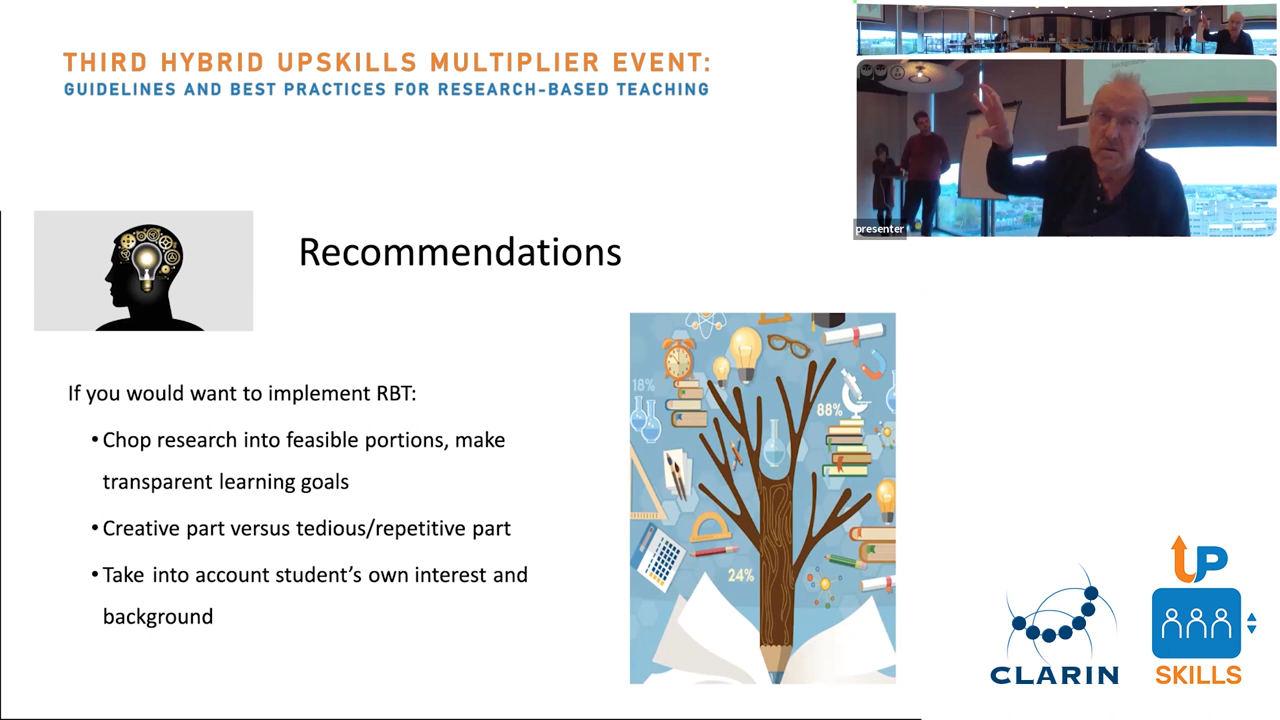 THIRD HYBRID UPSKILLS MULTIPLIER EVENT:
GUIDELINES AND BEST PRACTICES FOR RESEARCH-BASED TEACHING
presenter
Recommendations
If you would want to implement RBT:
• Chop research into feasible portions, make
transparent learning goals
• Creative part versus tedious/repetitive part
• Take into account student’s own interest and
background
18%
88%
24%
CLARIN
UP
SKILLS